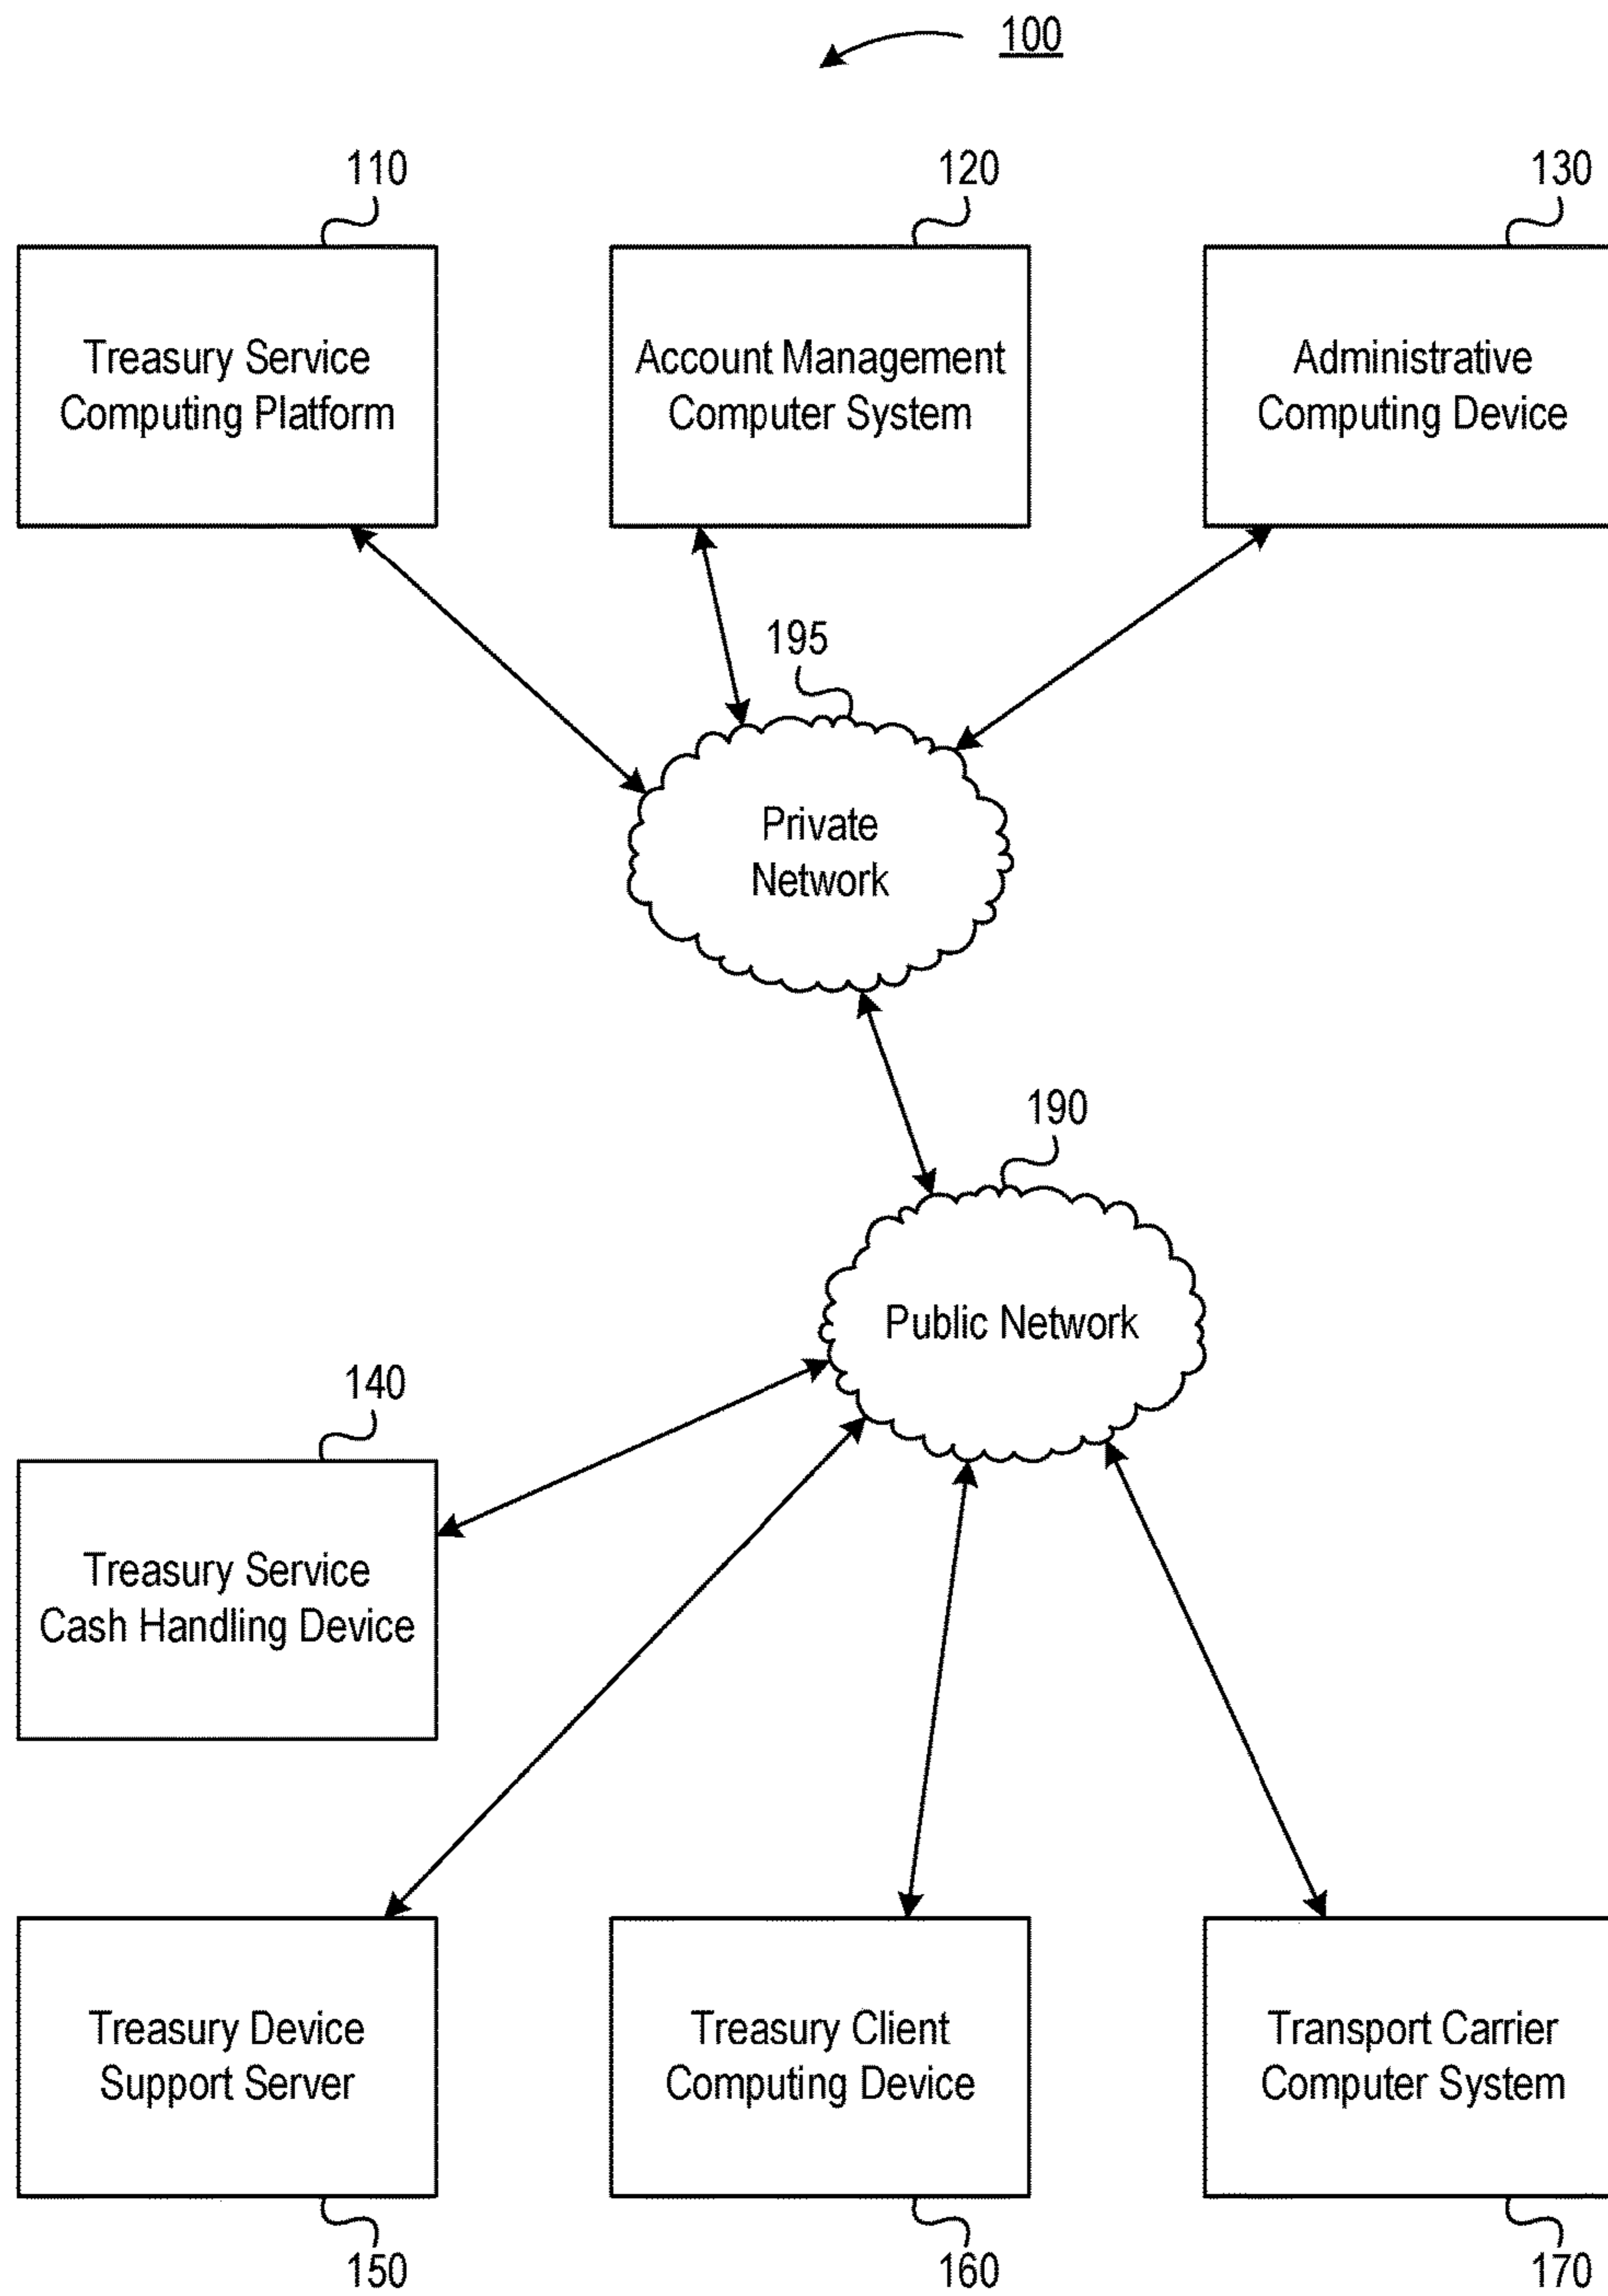 100
110
120
130
Treasury Service
Computing Platform
Account Management
Computer System
Administrative
Computing Device
195
Private
Network
190
Public Network
140
Treasury Service
Cash Handling Device
Treasury Device
Support Server
Treasury Client
Computing Device
Transport Carrier
Computer System
150
160
170